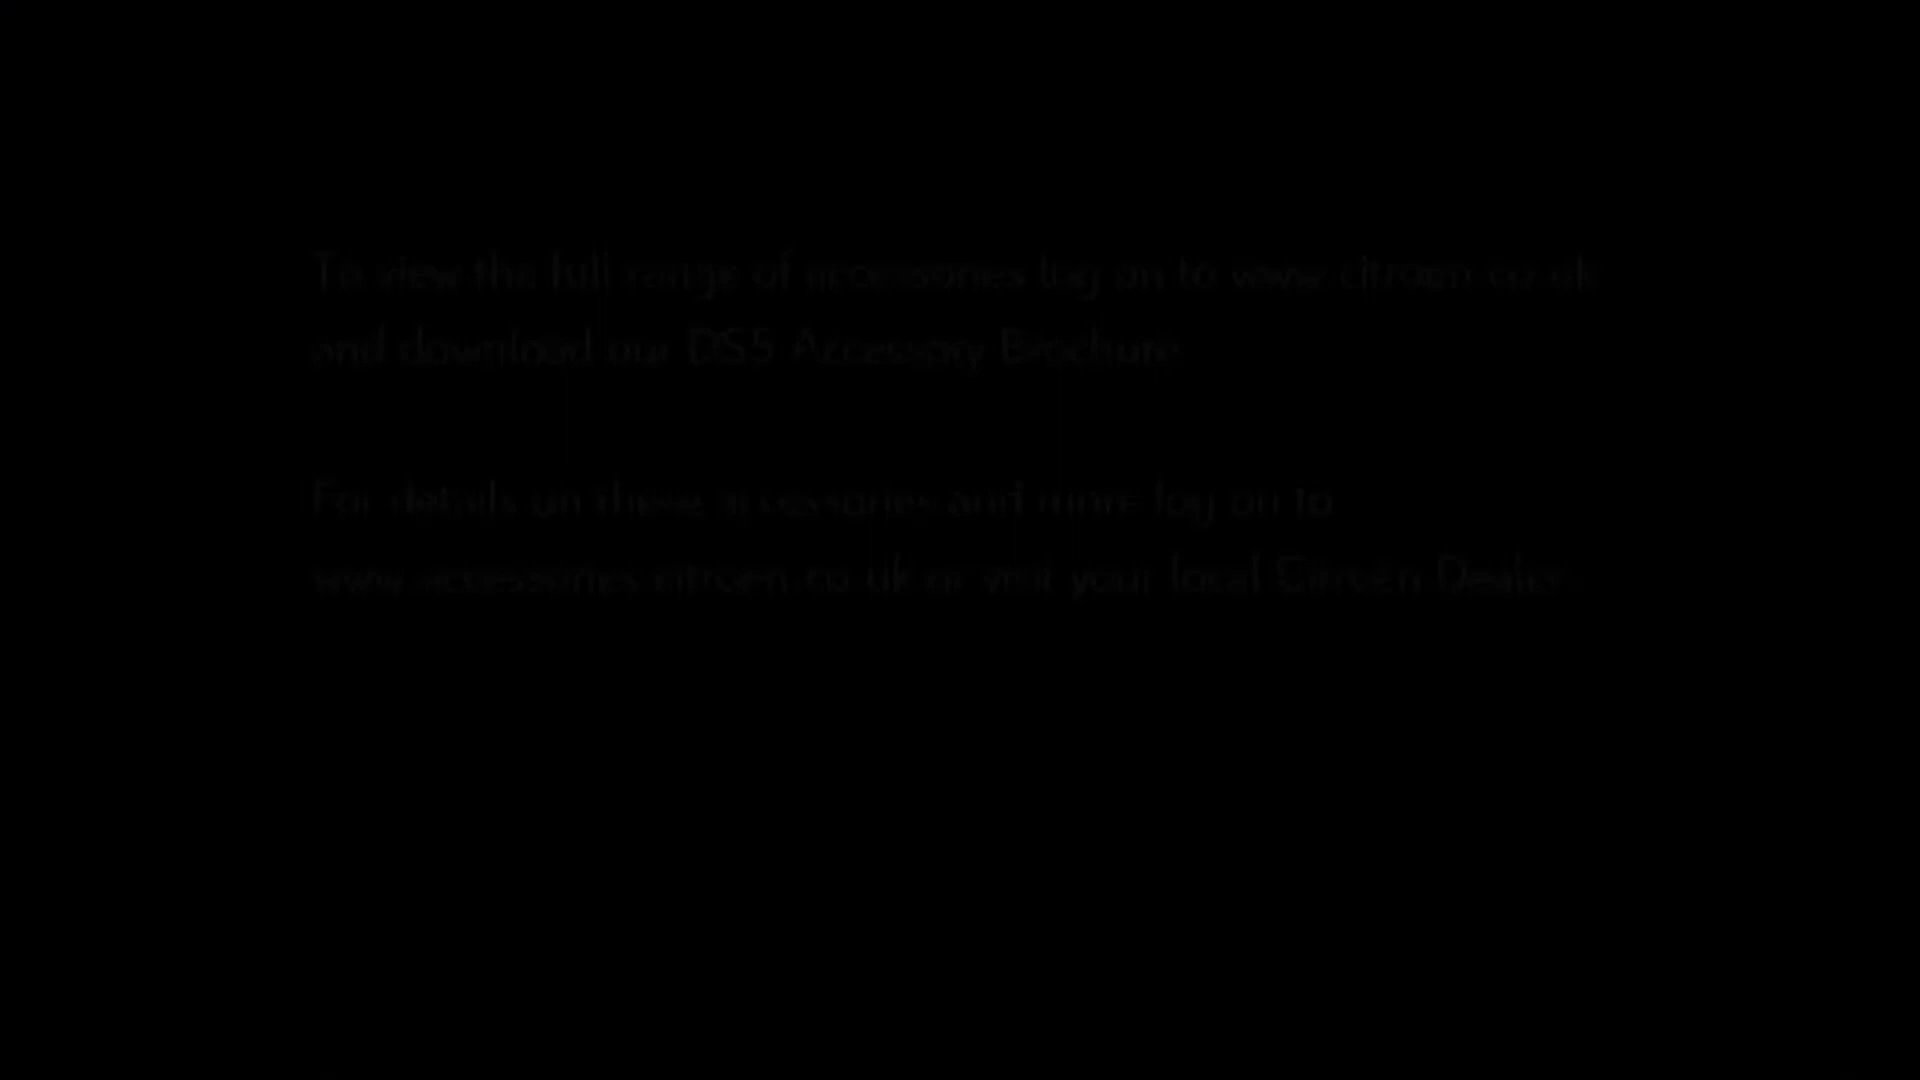 To view the full range of accessories log on to www.citroen.co.uk
and download our DS5 Accessory Brochure
For details on these accessories and more log on to
www.accessories.citroen.co.uk or visit your local Citroën Dealer.